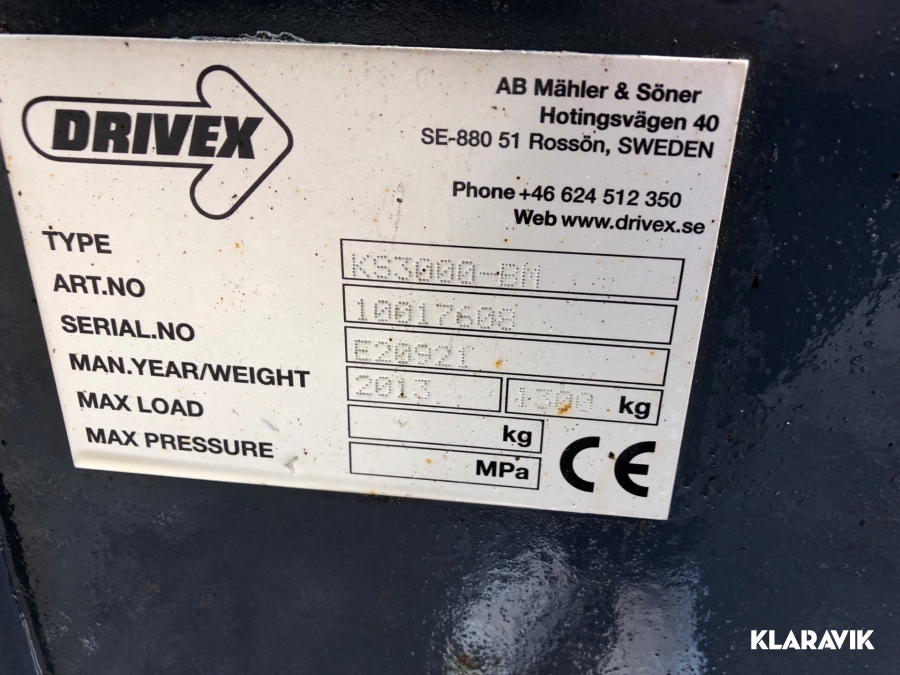 DRIVEX
AB Mähler & Söner
Hotingsvägen 40
SE-880 51 Rossön, SWEDEN
Phone +46 624 512 350
Web www.drivex.se
TYPE KS3000-BM
ART.NO 10017608
SERIAL.NO E20921
MAN.YEAR/WEIGHT 2013 1300 kg
MAX LOAD kg
MAX PRESSURE MPa
CE
KLARAVIK